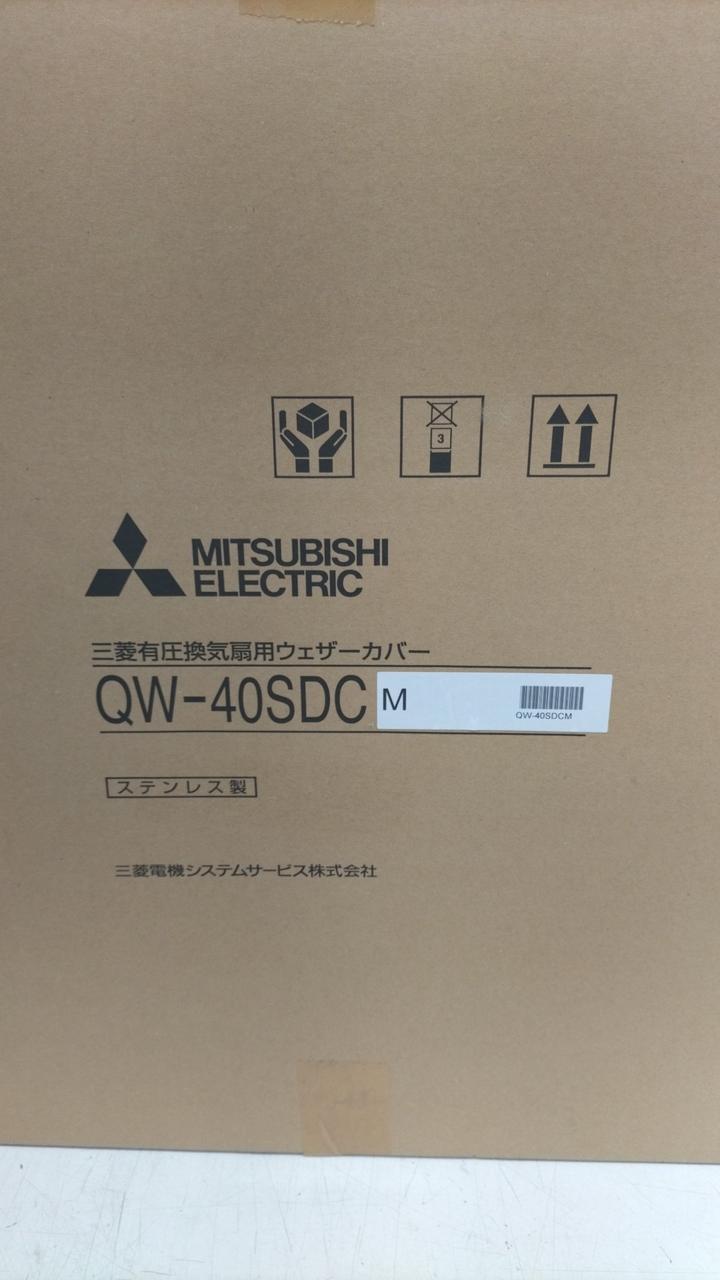 3
MITSUBISHI
ELECTRIC
三菱有圧換気扇用ウェザーカバー
QW-40SDCM
QW-40SDCM
ステンレス製
三菱電機システムサービス株式会社